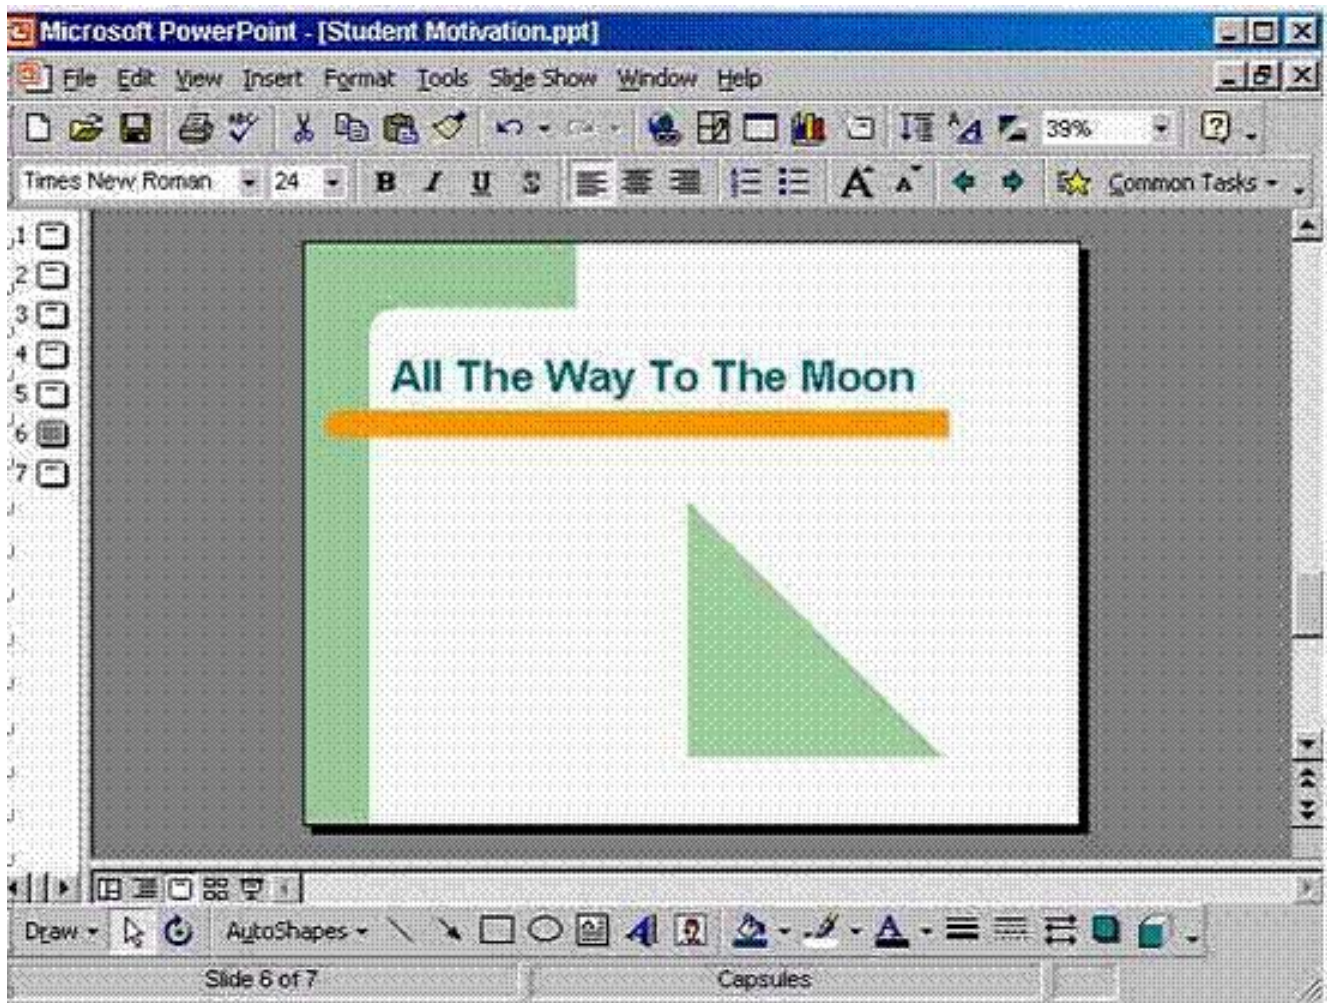 Microsoft PowerPoint - [Student Motivation.ppt]
File Edit View Insert Format Tools Slide Show Window Help
ABC A A 39% ?
Times New Roman 24 B I U S A A Common Tasks
1
2
3
4
5
6
7
All The Way To The Moon
Draw AutoShapes A A
Slide 6 of 7 Capsules